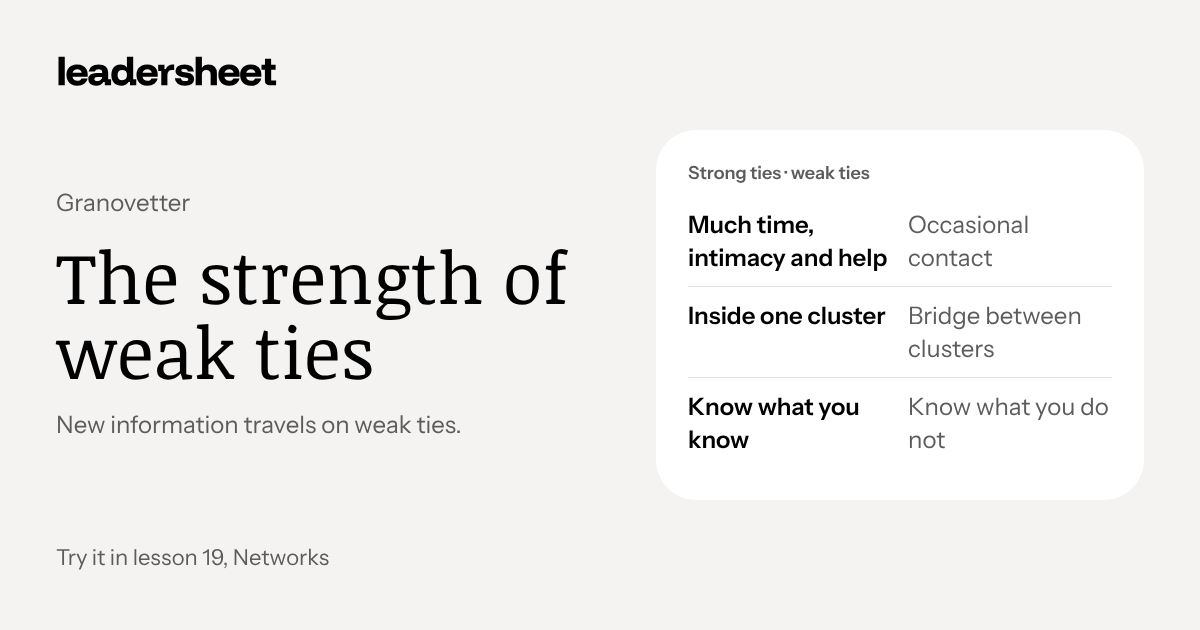 leadersheet
Granovetter
The strength of
weak ties
New information travels on weak ties.
Try it in lesson 19, Networks
Strong ties · weak ties
Much time,
intimacy and help
Occasional
contact
Inside one cluster
Bridge between
clusters
Know what you
know
Know what you do
not